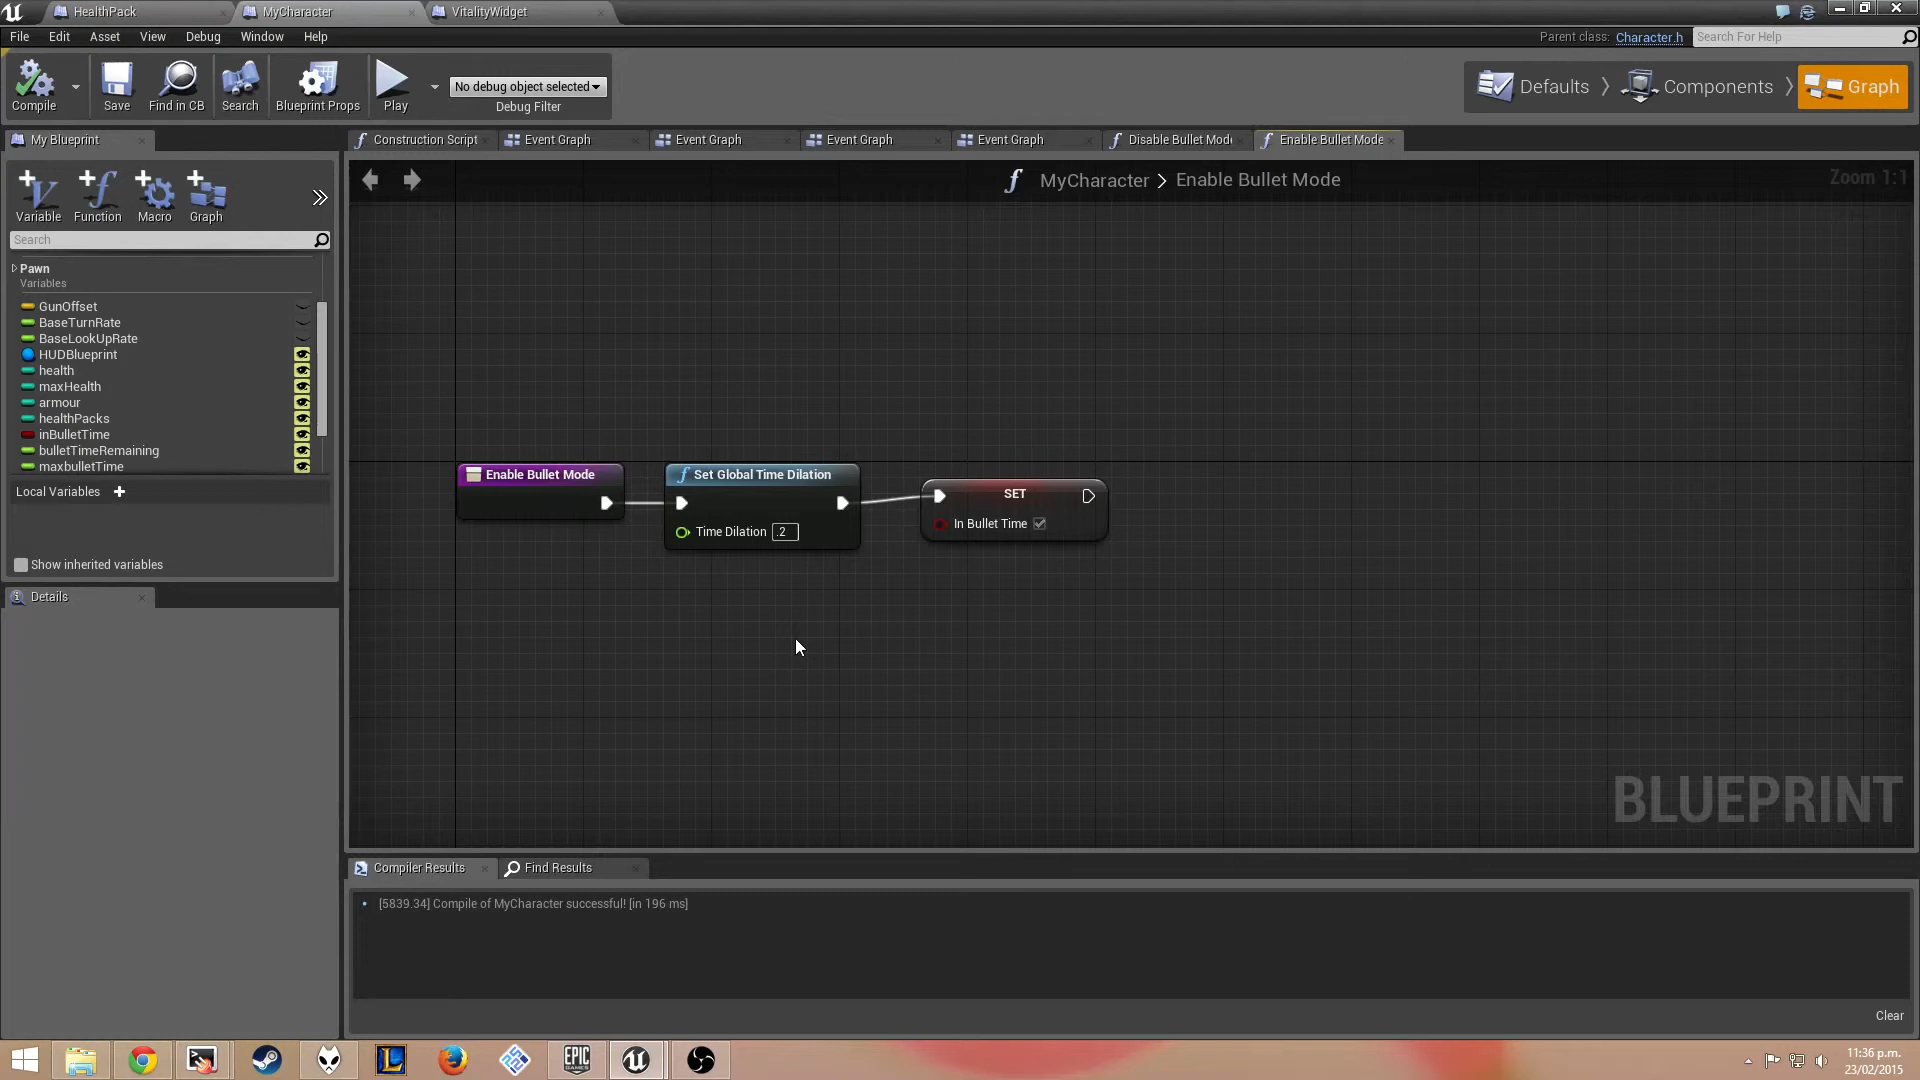 HealthPack
MyCharacter
VitalityWidget
File Edit Asset View Debug Window Help
Parent class: Character.h Search For Help
Compile
Save
Find in CB
Search
Blueprint Props
Play
No debug object selected
Debug Filter
Defaults
Components
Graph
My Blueprint
Construction Script
Event Graph
Event Graph
Event Graph
Event Graph
Disable Bullet Mod
Enable Bullet Mode
Variable
Function
Macro
Graph
MyCharacter > Enable Bullet Mode
Zoom 1:1
Search
Pawn
Variables
GunOffset
BaseTurnRate
BaseLookUpRate
HUDBlueprint
health
maxHealth
armour
healthPacks
inBulletTime
bulletTimeRemaining
maxbulletTime
Local Variables
Show inherited variables
Details
Enable Bullet Mode
Set Global Time Dilation
Time Dilation .2
SET
In Bullet Time
BLUEPRINT
Compiler Results
Find Results
[5839.34] Compile of MyCharacter successful! [in 196 ms]
Clear
EPIC
GAMES
11:36 p.m.
23/02/2015